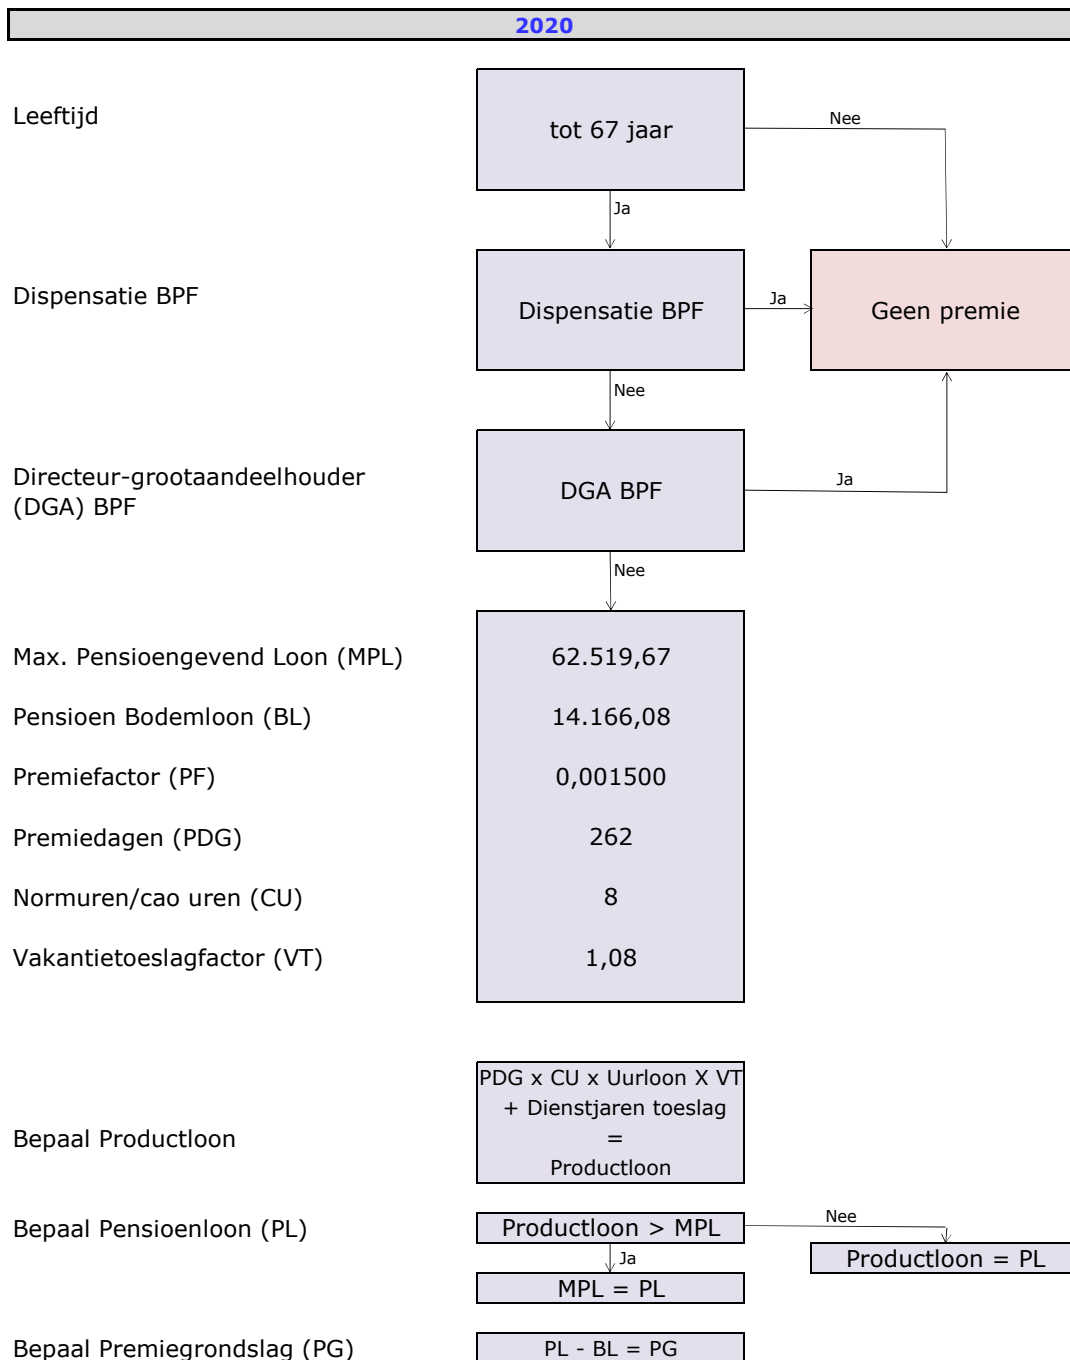 2020
Leeftijd
tot 67 jaar
Nee
Ja
Dispensatie BPF
Dispensatie BPF
Ja
Geen premie
Nee
Directeur-grootaandeelhouder
(DGA) BPF
DGA BPF
Ja
Nee
Max. Pensioengevend Loon (MPL)
62.519,67
Pensioen Bodemloon (BL)
14.166,08
Premiefactor (PF)
0,001500
Premiedagen (PDG)
262
Normuren/cao uren (CU)
8
Vakantietoeslagfactor (VT)
1,08
Bepaal Productloon
PDG x CU x Uurloon X VT
+ Dienstjaren toeslag
=
Productloon
Bepaal Pensioenloon (PL)
Productloon > MPL
Nee
Productloon = PL
Ja
MPL = PL
Bepaal Premiegrondslag (PG)
PL - BL = PG